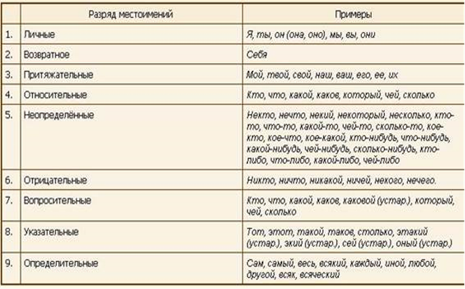 Разряд местоимений Примеры
1. Личные Я, ты, он (она, оно), мы, вы, они
2. Возвратное Себя
3. Притяжательные Мой, твой, свой, наш, ваш, его, ее, их
4. Относительные Кто, что, какой, каков, который, чей, сколько
5. Неопределённые Некто, нечто, некий, некоторый, несколько, кто-
то, что-то, какой-то, чей-то, сколько-то, кое-
кто, кое-что, кое-какой, кто-нибудь, что-нибудь,
какой-нибудь, чей-нибудь, сколько-нибудь, кто-
либо, что-либо, какой-либо, чей-либо
6. Отрицательные Никто, ничто, никакой, ничей, некого, нечего.
7. Вопросительные Кто, что, какой, каков, каковой (устар.), который,
чей, сколько
8. Указательные Тот, этот, такой, таков, столько, этакий
(устар.), экий (устар.), сей (устар.), оный (устар.)
9. Определительные Сам, самый, весь, всякий, каждый, иной, любой,
другой, всяк, всяческий